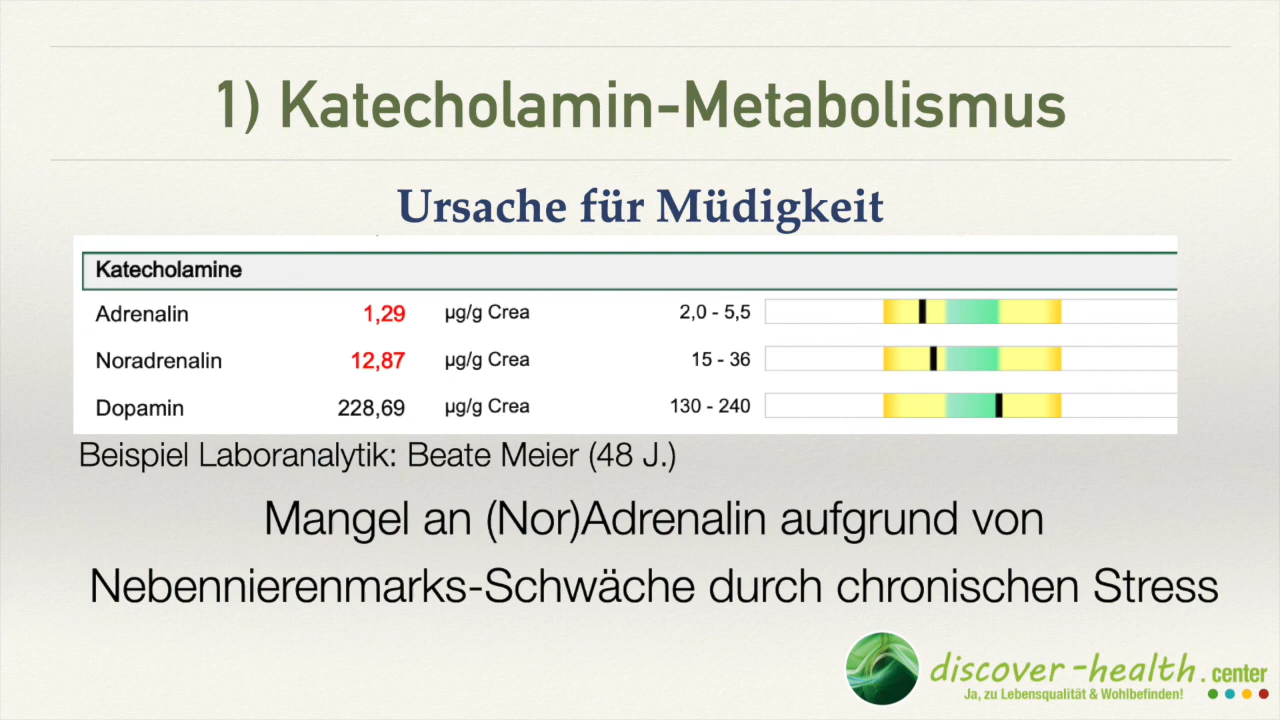 1) Katecholamin-Metabolismus
Ursache für Müdigkeit
Katecholamine
Adrenalin 1,29 µg/g Crea 2,0 - 5,5
Noradrenalin 12,87 µg/g Crea 15 - 36
Dopamin 228,69 µg/g Crea 130 - 240
Beispiel Laboranalytik: Beate Meier (48 J.)
Mangel an (Nor)Adrenalin aufgrund von
Nebennierenmarks-Schwäche durch chronischen Stress
discover-health.center
Ja, zu Lebensqualität & Wohlbefinden!